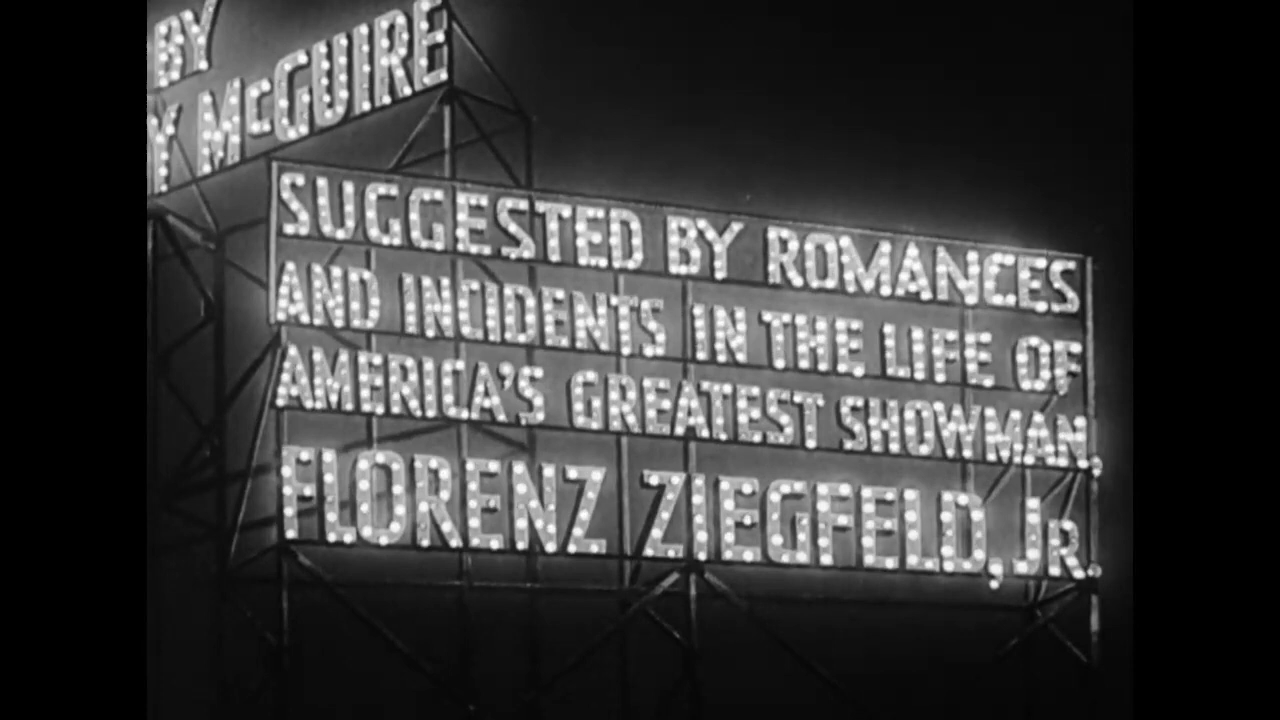 BY
Y McGUIRE
SUGGESTED BY ROMANCES
AND INCIDENTS IN THE LIFE OF
AMERICA'S GREATEST SHOWMAN,
FLORENZ ZIEGFELD, JR.